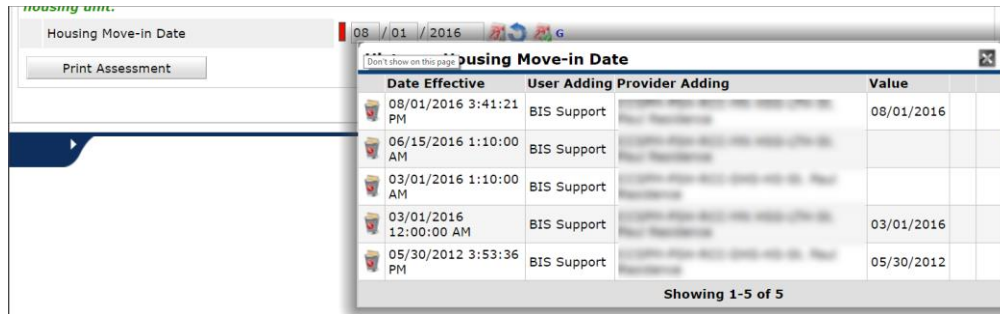 housing unit.
Housing Move-in Date 08 / 01 / 2016 G
Print Assessment
Don't show on this page ousing Move-in Date
Date Effective User Adding Provider Adding Value
08/01/2016 3:41:21 PM BIS Support 08/01/2016
06/15/2016 1:10:00 AM BIS Support
03/01/2016 1:10:00 AM BIS Support
03/01/2016 12:00:00 AM BIS Support 03/01/2016
05/30/2012 3:53:36 PM BIS Support 05/30/2012
Showing 1-5 of 5